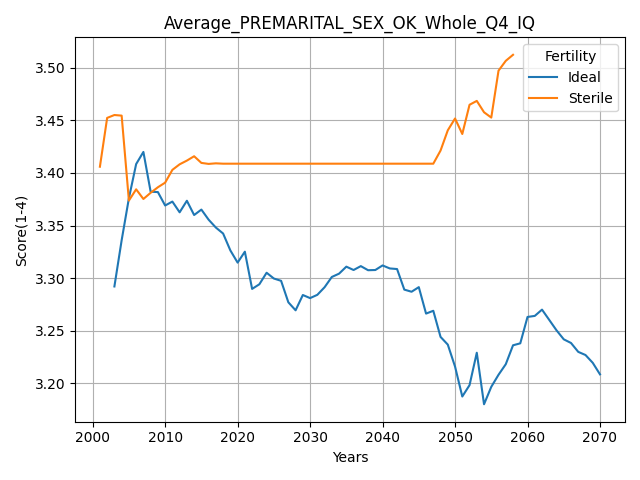 Average_PREMARITAL_SEX_OK_Whole_Q4_IQ
Fertility
Ideal
Sterile
Score(1-4)
3.50
3.45
3.40
3.35
3.30
3.25
3.20
2000 2010 2020 2030 2040 2050 2060 2070
Years